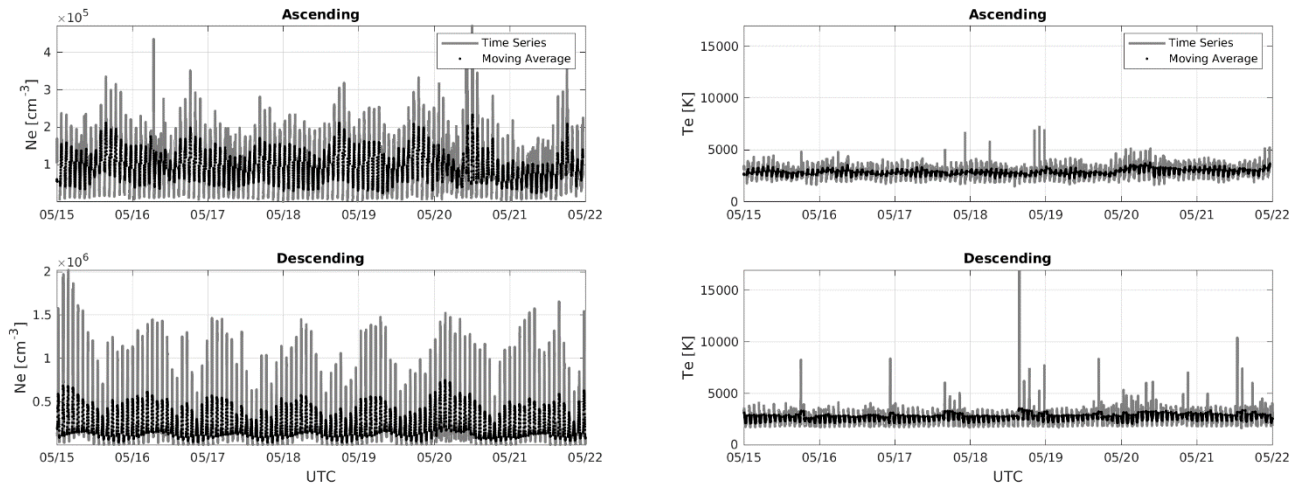 Ascending
×10^5
Ne [cm^-3]
4
3
2
1
Time Series
Moving Average
05/15 05/16 05/17 05/18 05/19 05/20 05/21 05/22
Ascending
Te [K]
15000
10000
5000
0
Time Series
Moving Average
05/15 05/16 05/17 05/18 05/19 05/20 05/21 05/22
Descending
×10^6
Ne [cm^-3]
2
1.5
1
0.5
05/15 05/16 05/17 05/18 05/19 05/20 05/21 05/22
UTC
Descending
Te [K]
15000
10000
5000
0
05/15 05/16 05/17 05/18 05/19 05/20 05/21 05/22
UTC